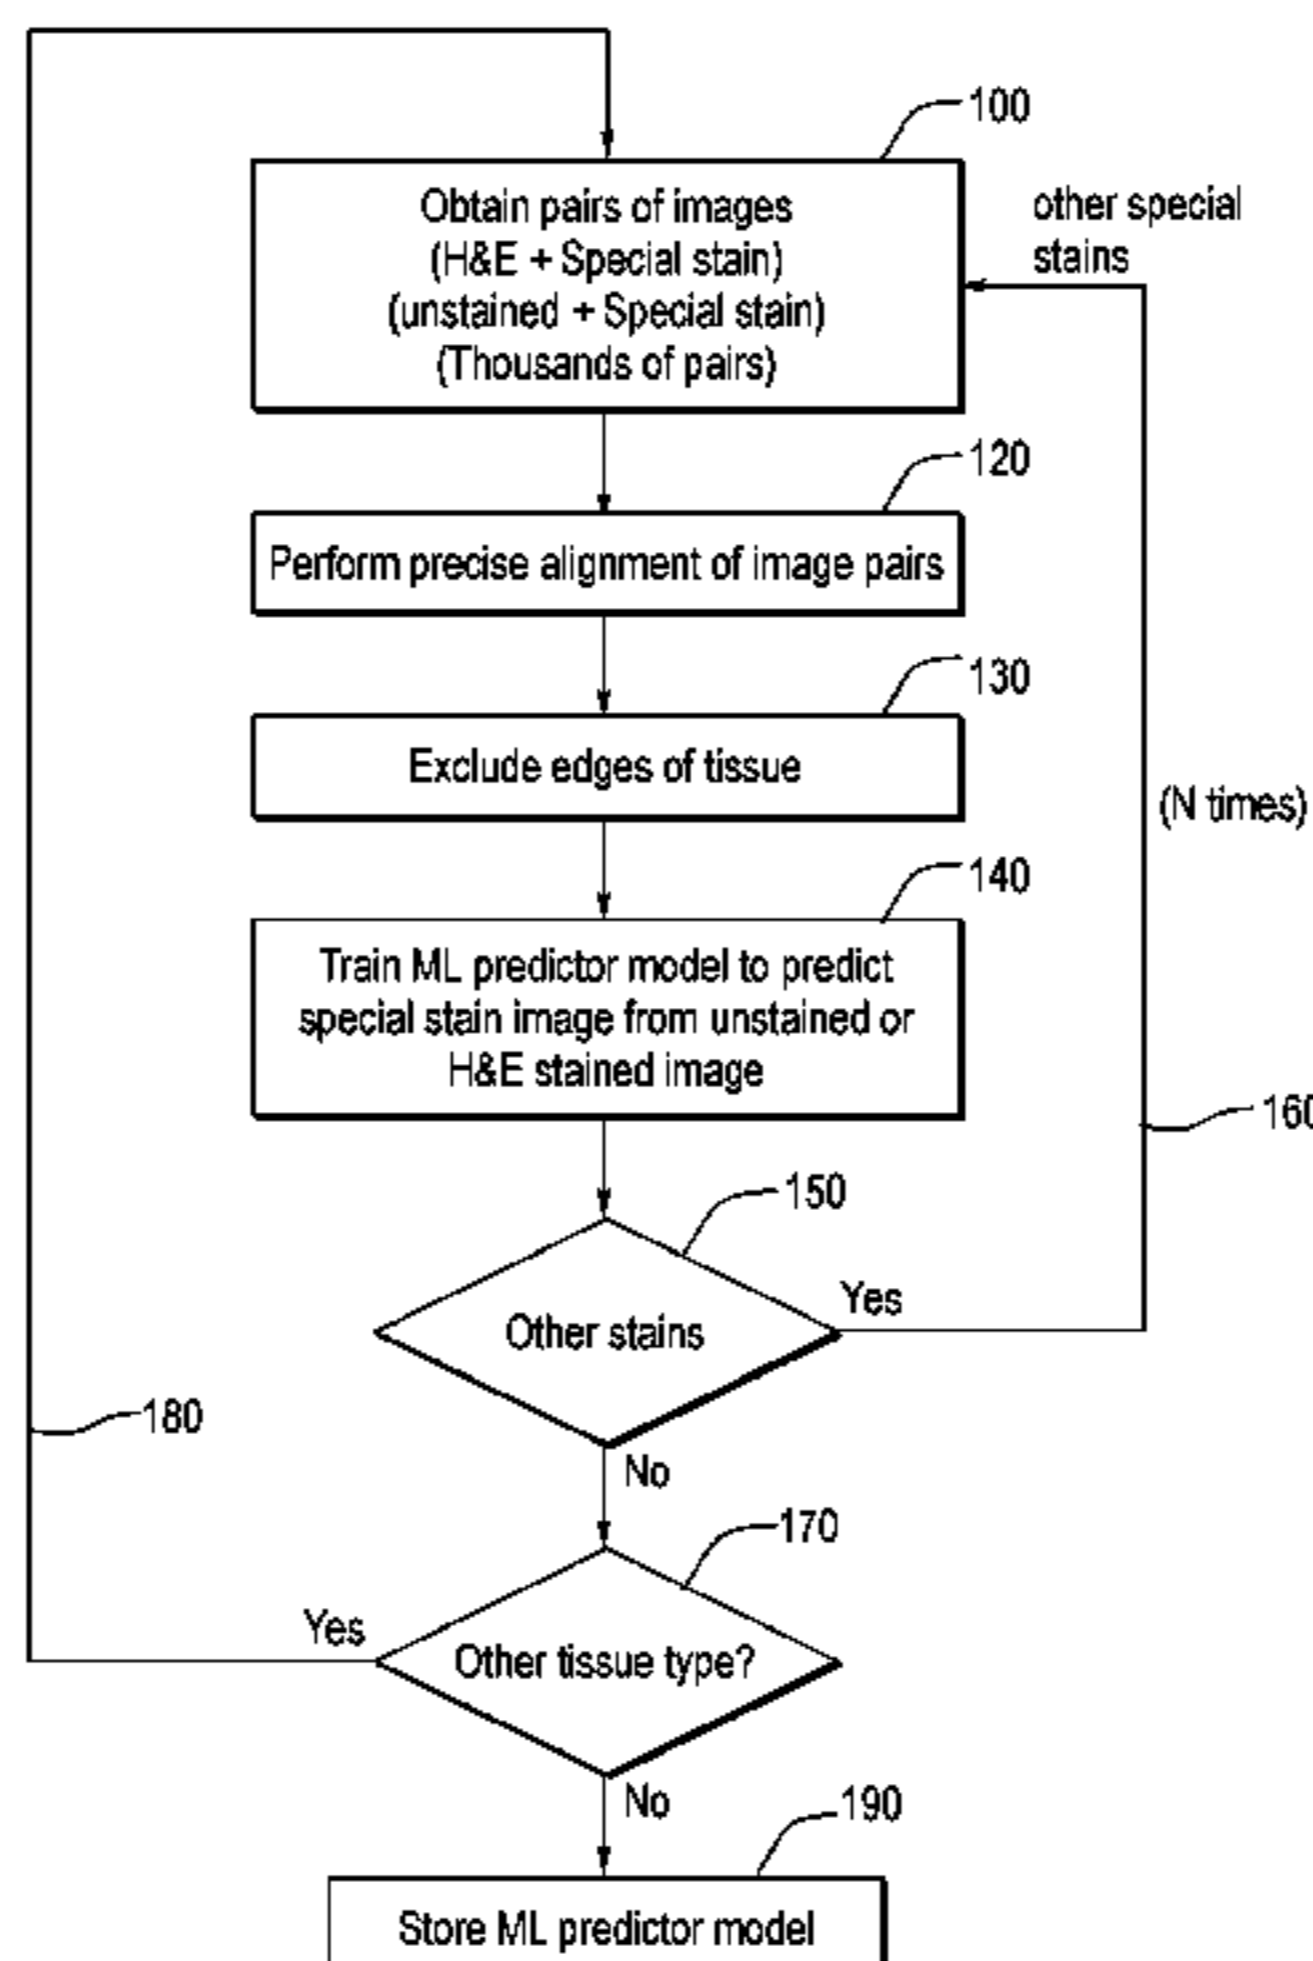 100
Obtain pairs of images
(H&E + Special stain)
(unstained + Special stain)
(Thousands of pairs)
other special
stains
120
Perform precise alignment of image pairs
130
Exclude edges of tissue
(N times)
140
Train ML predictor model to predict
special stain image from unstained or
H&E stained image
160
150
Other stains
Yes
180
No
170
Yes
Other tissue type?
No
190
Store ML predictor model